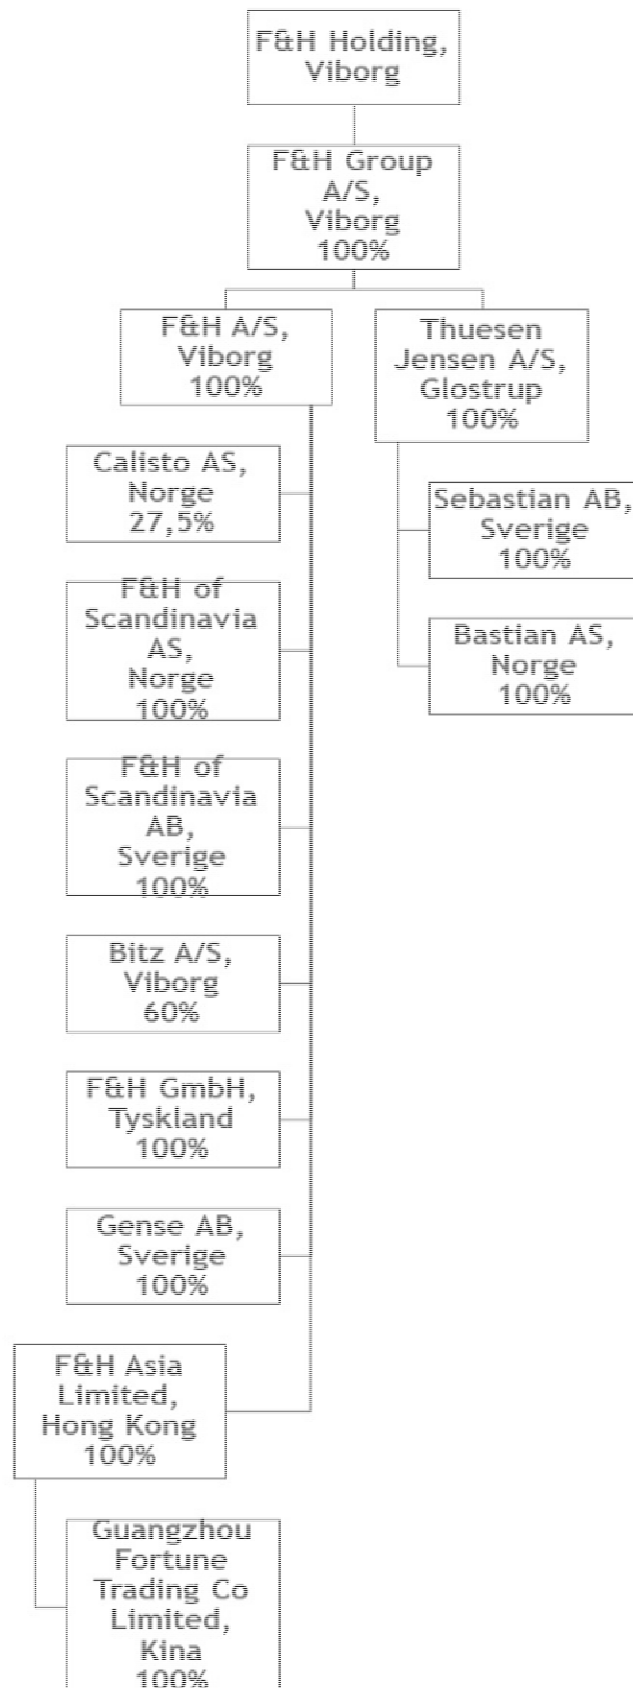 F&H Holding,
Viborg
F&H Group
A/S,
Viborg
100%
F&H A/S,
Viborg
100%
Thuesen
Jensen A/S,
Glostrup
100%
Calisto AS,
Norge
27,5%
Sebastian AB,
Sverige
100%
F&H of
Scandinavia
AS,
Norge
100%
Bastian AS,
Norge
100%
F&H of
Scandinavia
AB,
Sverige
100%
Bitz A/S,
Viborg
60%
F&H GmbH,
Tyskland
100%
Gense AB,
Sverige
100%
F&H Asia
Limited,
Hong Kong
100%
Guangzhou
Fortune
Trading Co
Limited,
Kina
100%